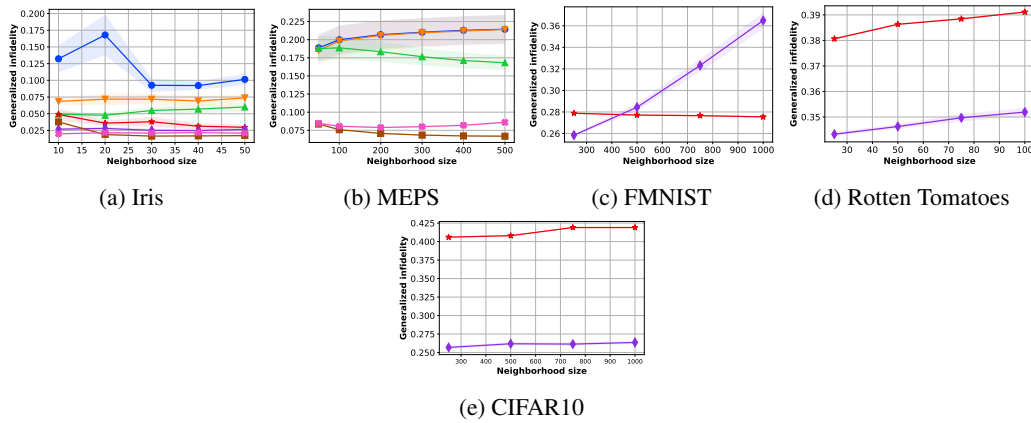 Generalized infidelity
0.200
0.175
0.150
0.125
0.100
0.075
0.050
0.025
10 15 20 25 30 35 40 45 50
Neighborhood size
(a) Iris
Generalized infidelity
0.225
0.200
0.175
0.150
0.125
0.100
0.075
100 200 300 400 500
Neighborhood size
(b) MEPS
Generalized infidelity
0.36
0.34
0.32
0.30
0.28
0.26
300 400 500 600 700 800 900 1000
Neighborhood size
(c) FMNIST
Generalized infidelity
0.39
0.38
0.37
0.36
0.35
30 40 50 60 70 80 90 100
Neighborhood size
(d) Rotten Tomatoes
Generalized infidelity
0.425
0.400
0.375
0.350
0.325
0.300
0.275
0.250
300 400 500 600 700 800 900 1000
Neighborhood size
(e) CIFAR10